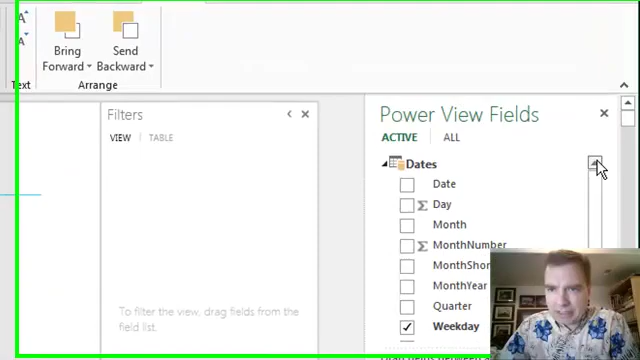 A
A
Bring
Forward
Send
Backward
Text
Arrange
Filters
VIEW
TABLE
To filter the view, drag fields from the
field list.
Power View Fields
ACTIVE
ALL
Dates
Date
Σ Day
Month
Σ MonthNumber
MonthShor
MonthYear
Quarter
Weekday